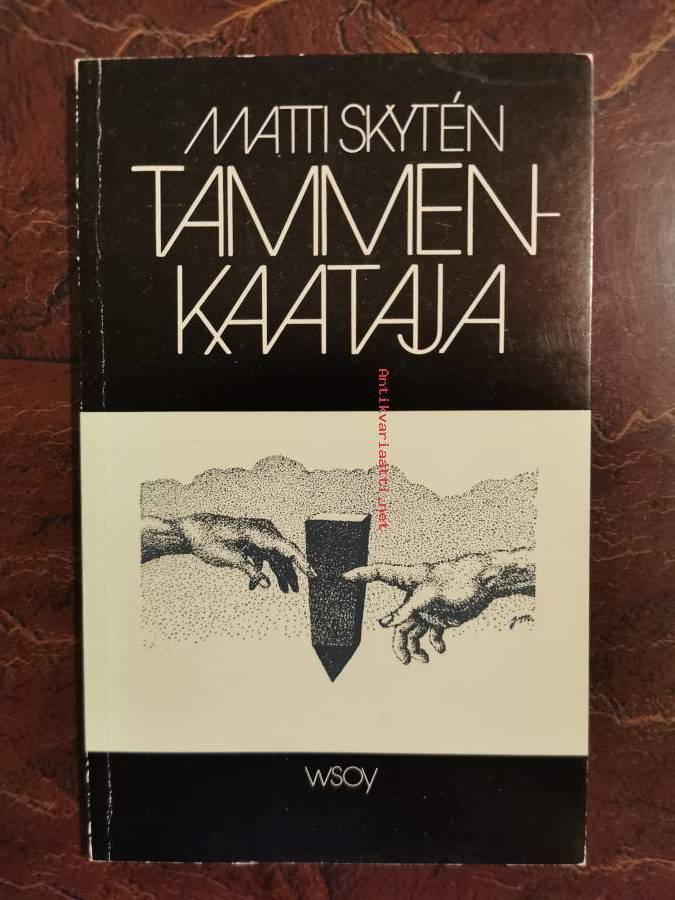 MATTI SKYTÉN
TAMMEN-
KAATAJA
Antikvariaatti.net
J.M.
WSOY